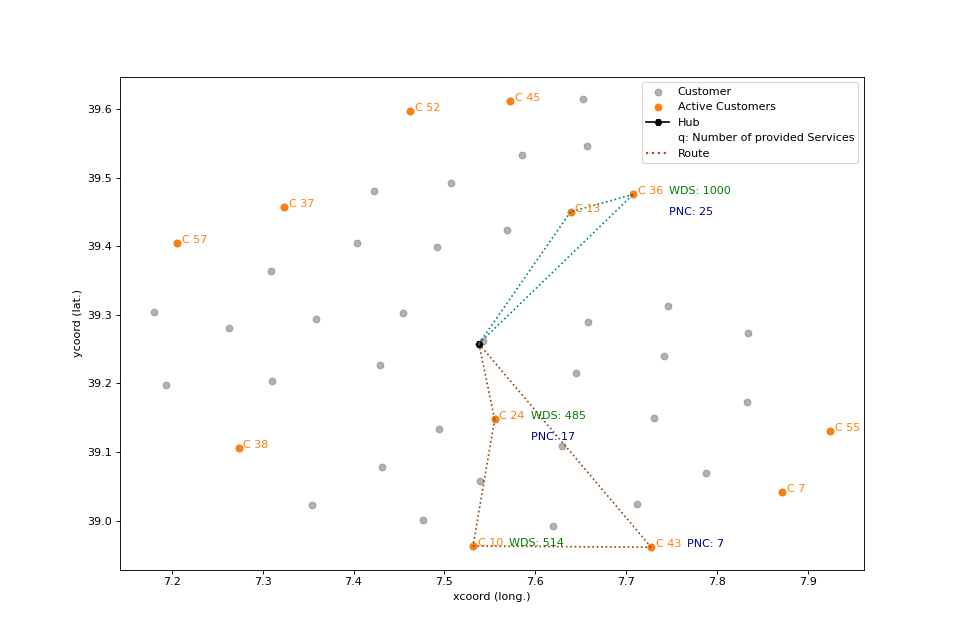 Customer
Active Customers
Hub
q: Number of provided Services
Route
C 45
C 52
C 36 WDS: 1000
PNC: 25
C 13
C 37
C 57
C 24 WDS: 485
PNC: 17
C 55
C 38
C 7
C 10 WDS: 514
C 43 PNC: 7
39.6
39.5
39.4
39.3
39.2
39.1
39.0
ycoord (lat.)
7.2 7.3 7.4 7.5 7.6 7.7 7.8 7.9
xcoord (long.)